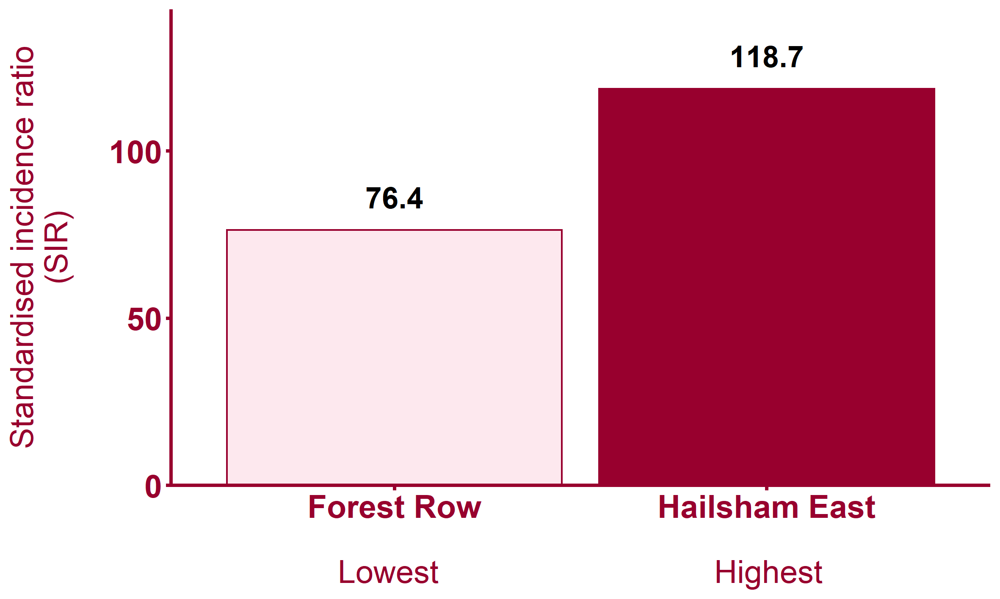 Standardised incidence ratio
(SIR)
100
50
0
76.4
118.7
Forest Row
Hailsham East
Lowest
Highest